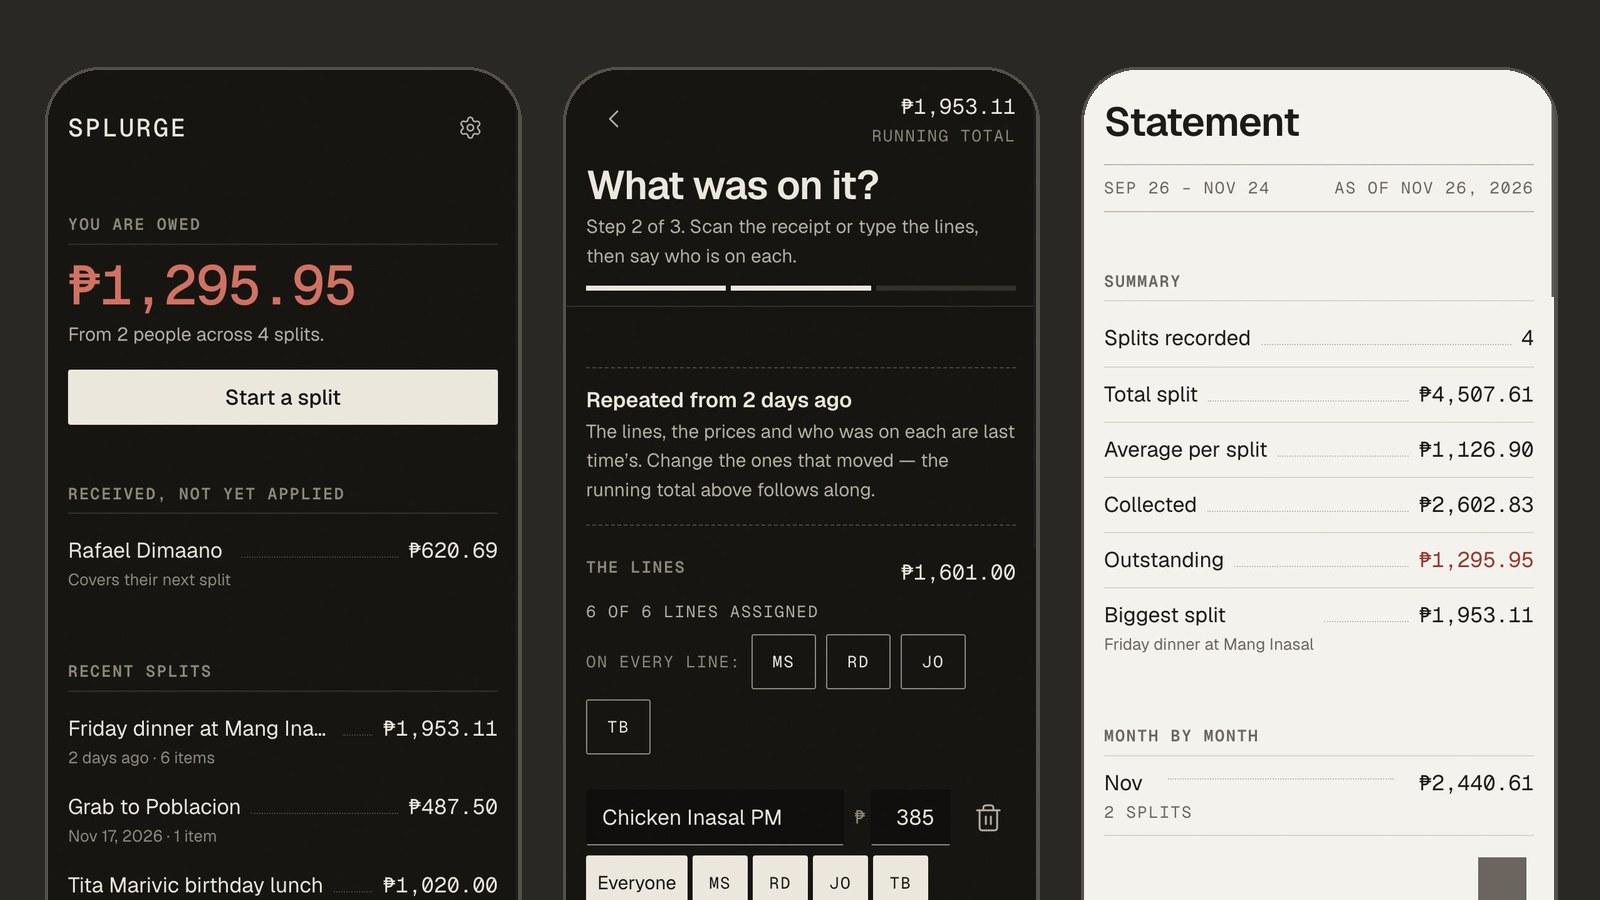 SPLURGE
YOU ARE OWED
₱1,295.95
From 2 people across 4 splits.
Start a split
RECEIVED, NOT YET APPLIED
Rafael Dimaano ₱620.69
Covers their next split
RECENT SPLITS
Friday dinner at Mang Ina… ₱1,953.11
2 days ago · 6 items
Grab to Poblacion ₱487.50
Nov 17, 2026 · 1 item
Tita Marivic birthday lunch ₱1,020.00
₱1,953.11
RUNNING TOTAL
What was on it?
Step 2 of 3. Scan the receipt or type the lines,
then say who is on each.
Repeated from 2 days ago
The lines, the prices and who was on each are last
time’s. Change the ones that moved — the
running total above follows along.
THE LINES ₱1,601.00
6 OF 6 LINES ASSIGNED
ON EVERY LINE: MS RD JO
TB
Chicken Inasal PM ₱ 385
Everyone MS RD JO TB
Statement
SEP 26 – NOV 24 AS OF NOV 26, 2026
SUMMARY
Splits recorded 4
Total split ₱4,507.61
Average per split ₱1,126.90
Collected ₱2,602.83
Outstanding ₱1,295.95
Biggest split ₱1,953.11
Friday dinner at Mang Inasal
MONTH BY MONTH
Nov ₱2,440.61
2 SPLITS